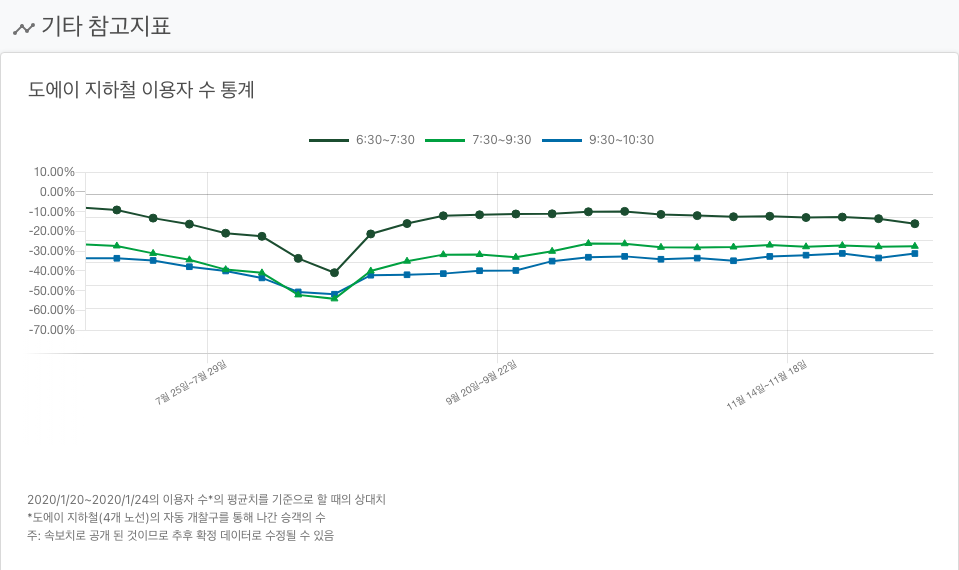 기타 참고지표
도에이 지하철 이용자 수 통계
6:30~7:30 7:30~9:30 9:30~10:30
10.00%
0.00%
-10.00%
-20.00%
-30.00%
-40.00%
-50.00%
-60.00%
-70.00%
7월 25일~7월 29일 9월 20일~9월 22일 11월 14일~11월 18일
2020/1/20~2020/1/24의 이용자 수*의 평균치를 기준으로 할 때의 상대치
*도에이 지하철(4개 노선)의 자동 개찰구를 통해 나간 승객의 수
주: 속보치로 공개 된 것이므로 추후 확정 데이터로 수정될 수 있음